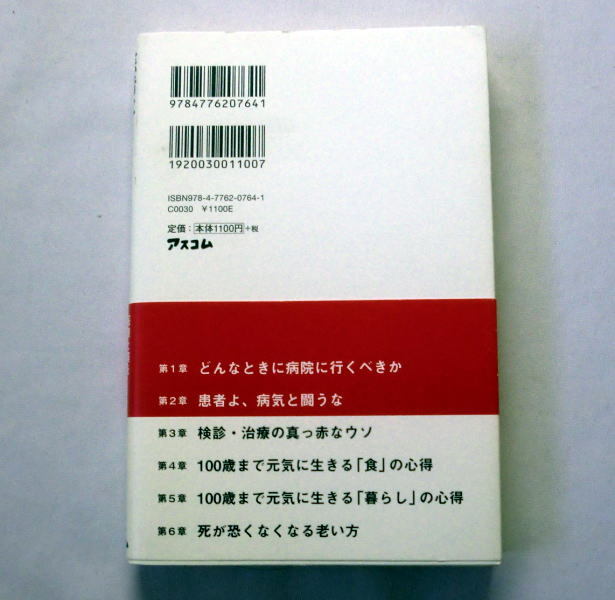 9784776207641
1920030011007
ISBN978-4-7762-0764-1
C0030 ¥1100E
定価：本体1100円+税
アスコム
第1章 どんなときに病院に行くべきか
第2章 患者よ、病気と闘うな
第3章 検診・治療の真っ赤なウソ
第4章 100歳まで元気に生きる「食」の心得
第5章 100歳まで元気に生きる「暮らし」の心得
第6章 死が恐くなくなる老い方